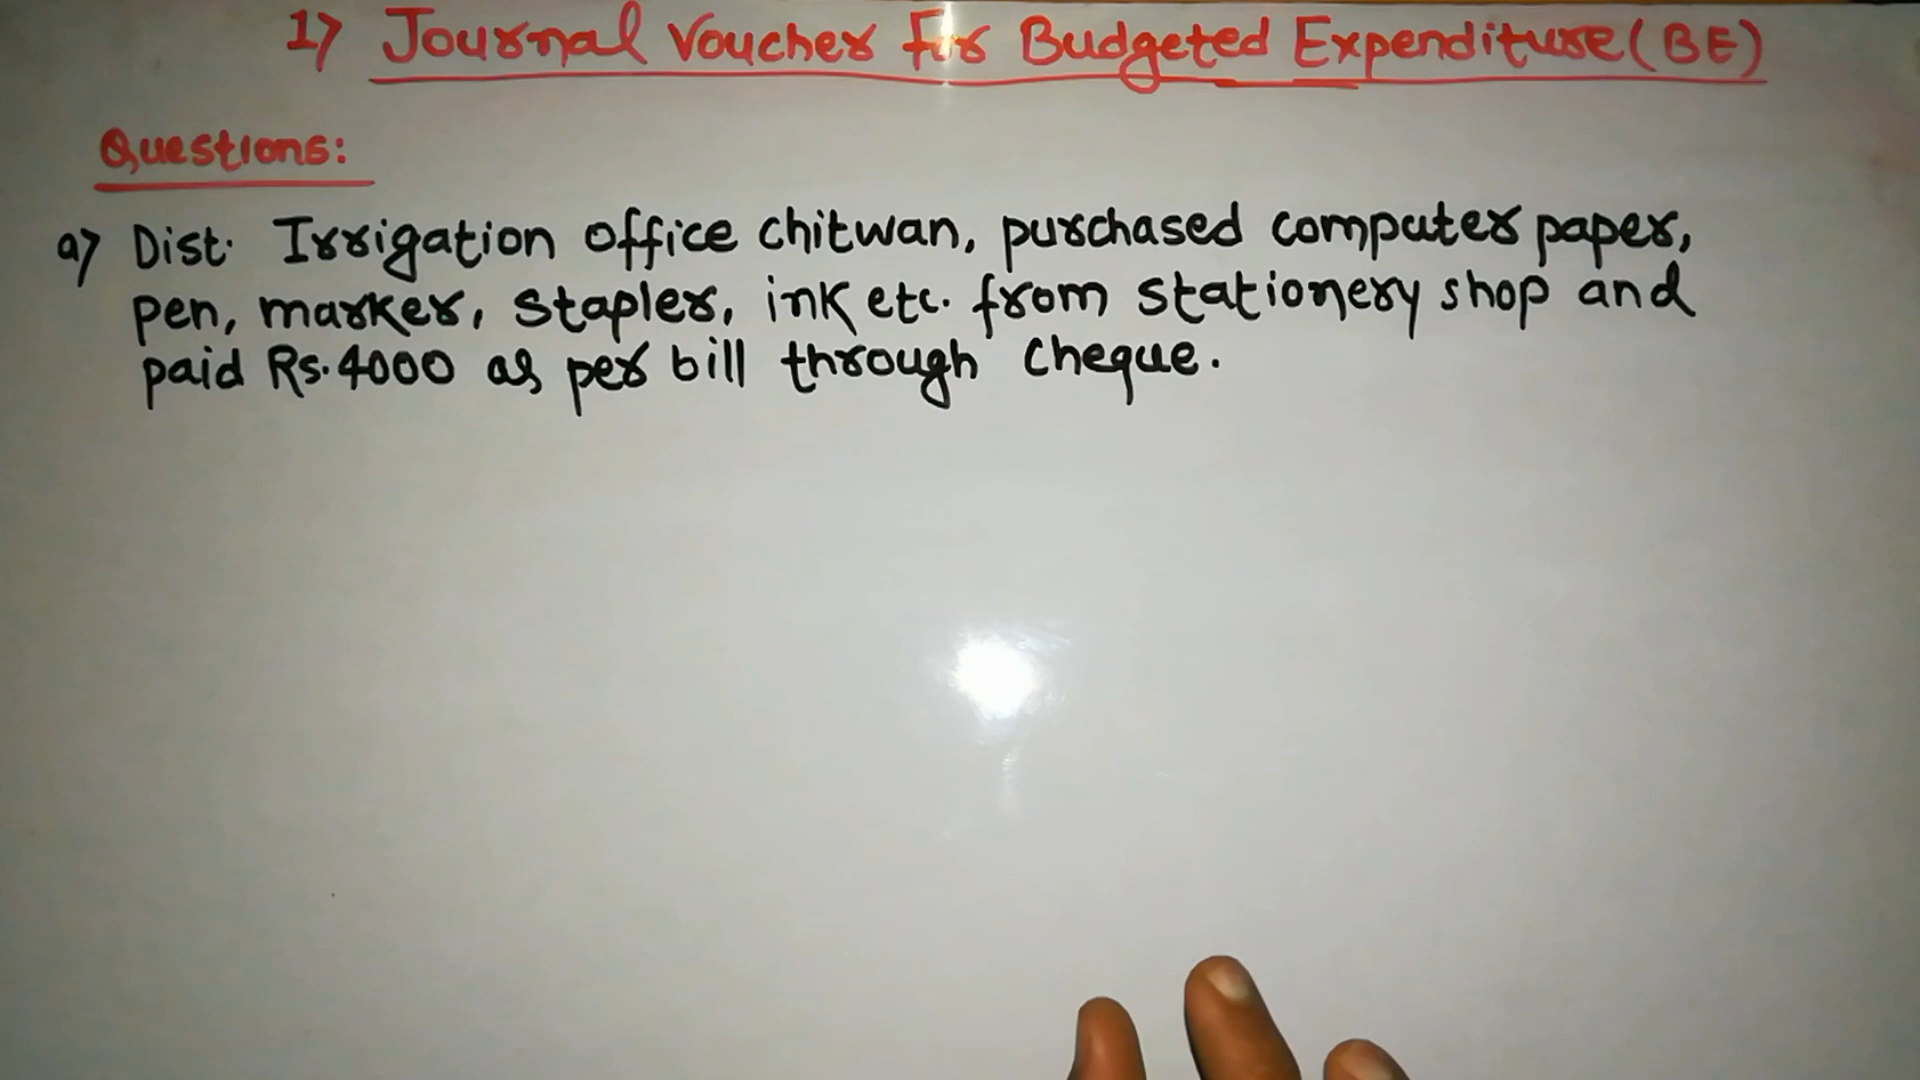 1) Journal Voucher For Budgeted Expenditure (BE)
Questions:
a) Dist. Irrigation office chitwan, purchased computer paper,
pen, marker, stapler, ink etc. from stationery shop and
paid Rs. 4000 as per bill through cheque.